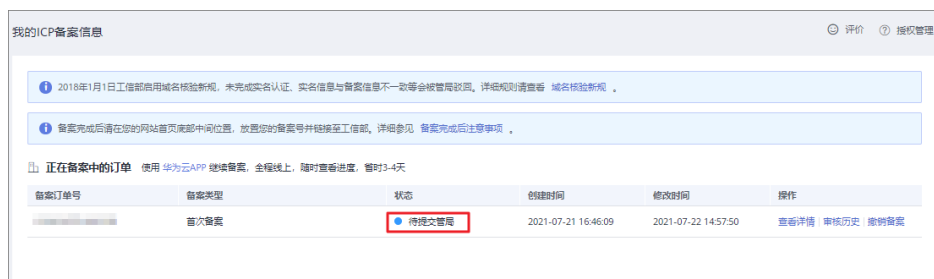 我的ICP备案信息 评价 授权管理
2018年1月1日工信部启用域名核验新规，未完成实名认证、实名信息与备案信息不一致等会被管局驳回。详细规则请查看 域名核验新规 。
备案完成后请在您的网站首页底部中间位置，放置您的备案号并链接至工信部。详细参见 备案完成后注意事项 。
正在备案中的订单 使用 华为云APP 继续备案，全程线上，随时查看进度，省时3-4天
备案订单号 备案类型 状态 创建时间 修改时间 操作
首次备案 待提交管局 2021-07-21 16:46:09 2021-07-22 14:57:50 查看详情 审核历史 撤销备案